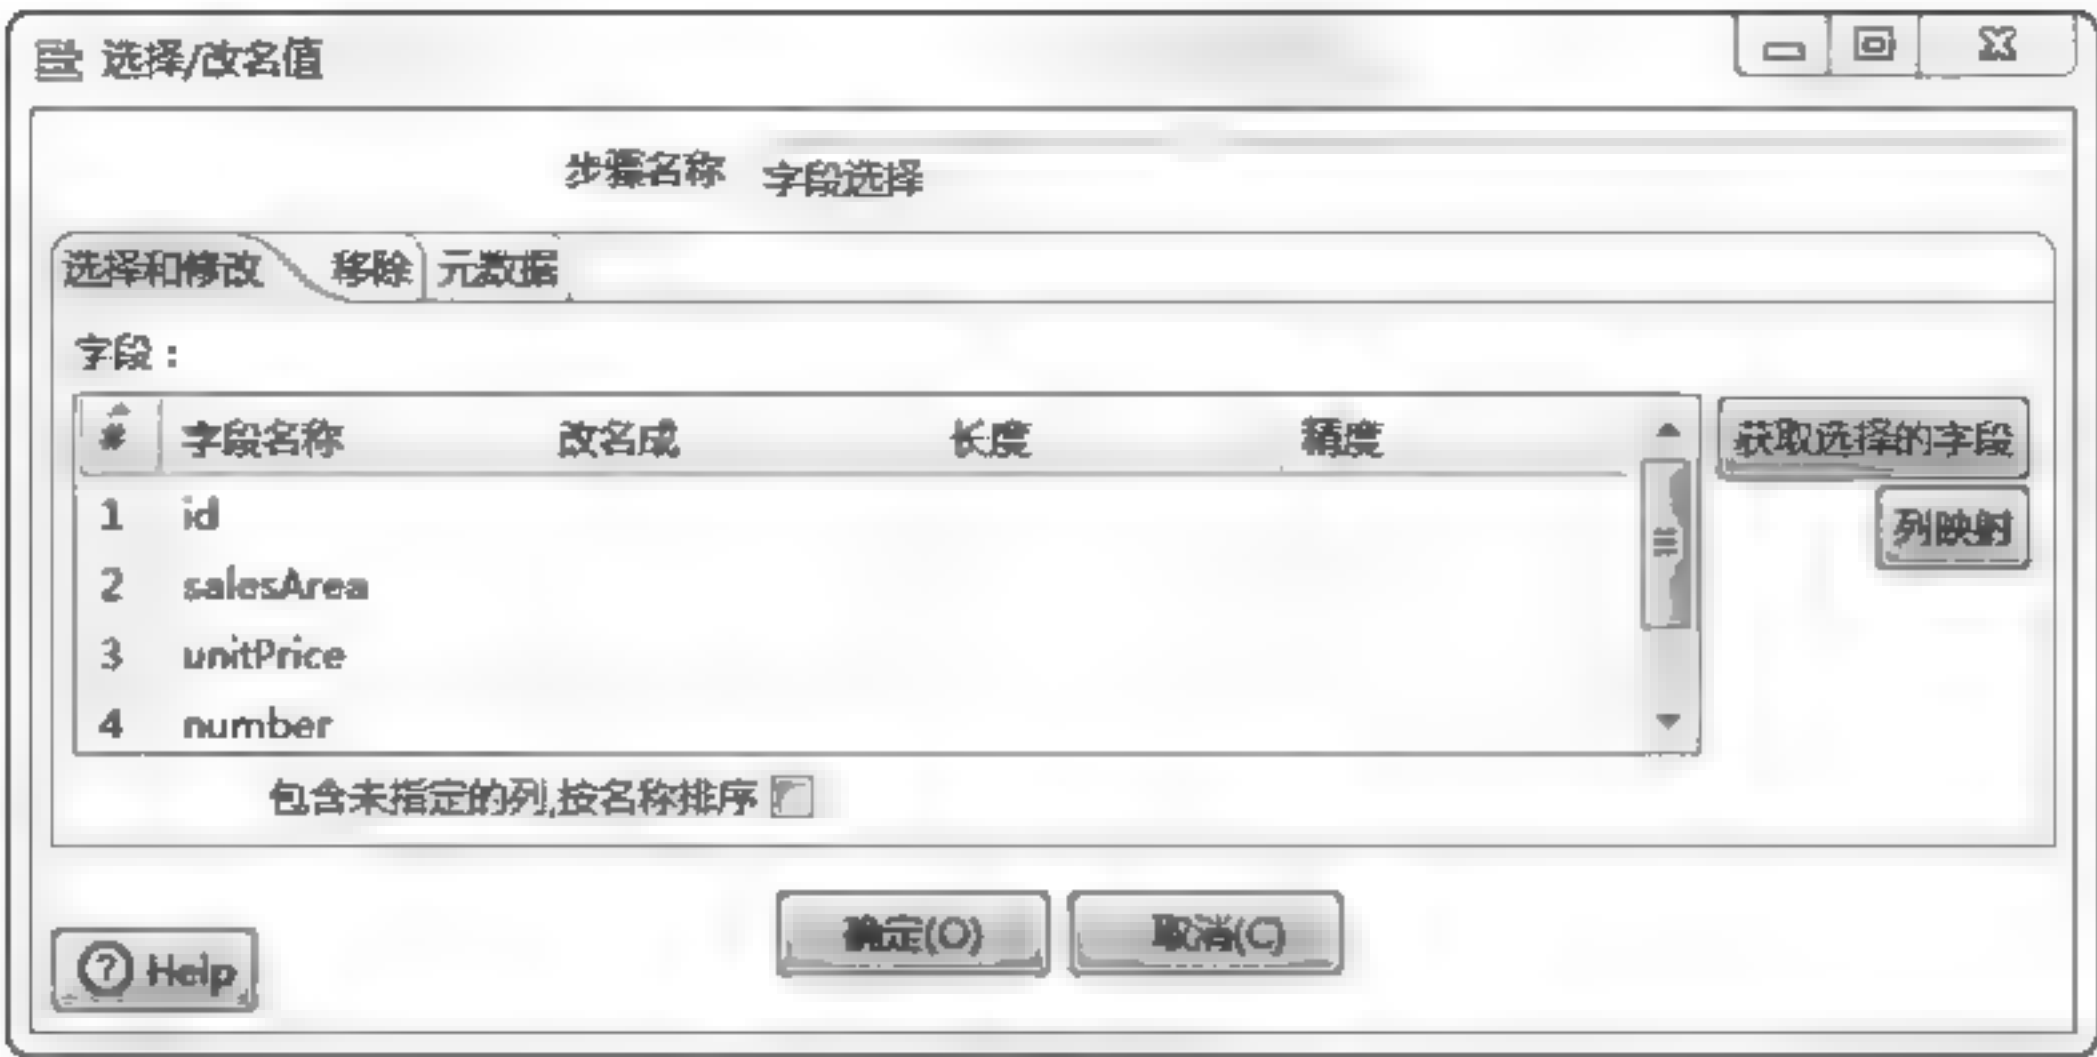 选择/改名值
步骤名称 字段选择
选择和修改 移除 元数据
字段：
# 字段名称 改名成 长度 精度 获取选择的字段
1 id 列映射
2 salesArea
3 unitPrice
4 number
包含未指定的列,按名称排序
确定(O) 取消(C)
Help